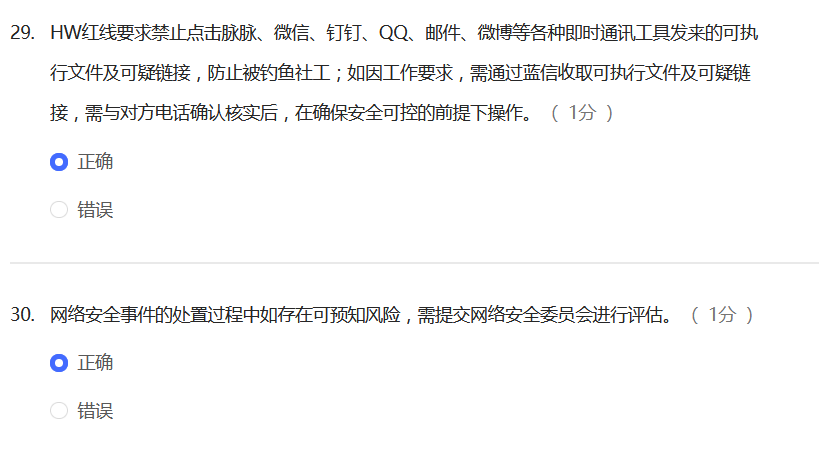 29. HW红线要求禁止点击脉脉、微信、钉钉、QQ、邮件、微博等各种即时通讯工具发来的可执
行文件及可疑链接，防止被钓鱼社工；如因工作要求，需通过蓝信收取可执行文件及可疑链
接，需与对方电话确认核实后，在确保安全可控的前提下操作。（ 1分 ）
正确
错误
30. 网络安全事件的处置过程中如存在可预知风险，需提交网络安全委员会进行评估。（ 1分 ）
正确
错误